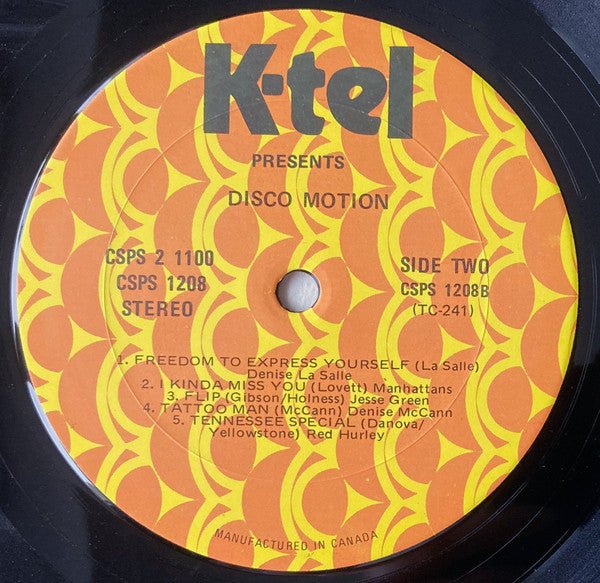 K-tel
PRESENTS
DISCO MOTION
CSPS 2 1100
CSPS 1208
STEREO
SIDE TWO
CSPS 1208B
(TC-241)
1. FREEDOM TO EXPRESS YOURSELF (La Salle)
Denise La Salle
2. I KINDA MISS YOU (Lovett) Manhattans
3. FLIP (Gibson/Holness) Jesse Green
4. TATTOO MAN (McCann) Denise McCann
5. TENNESSEE SPECIAL (Danova/
Yellowstone) Red Hurley
MANUFACTURED IN CANADA